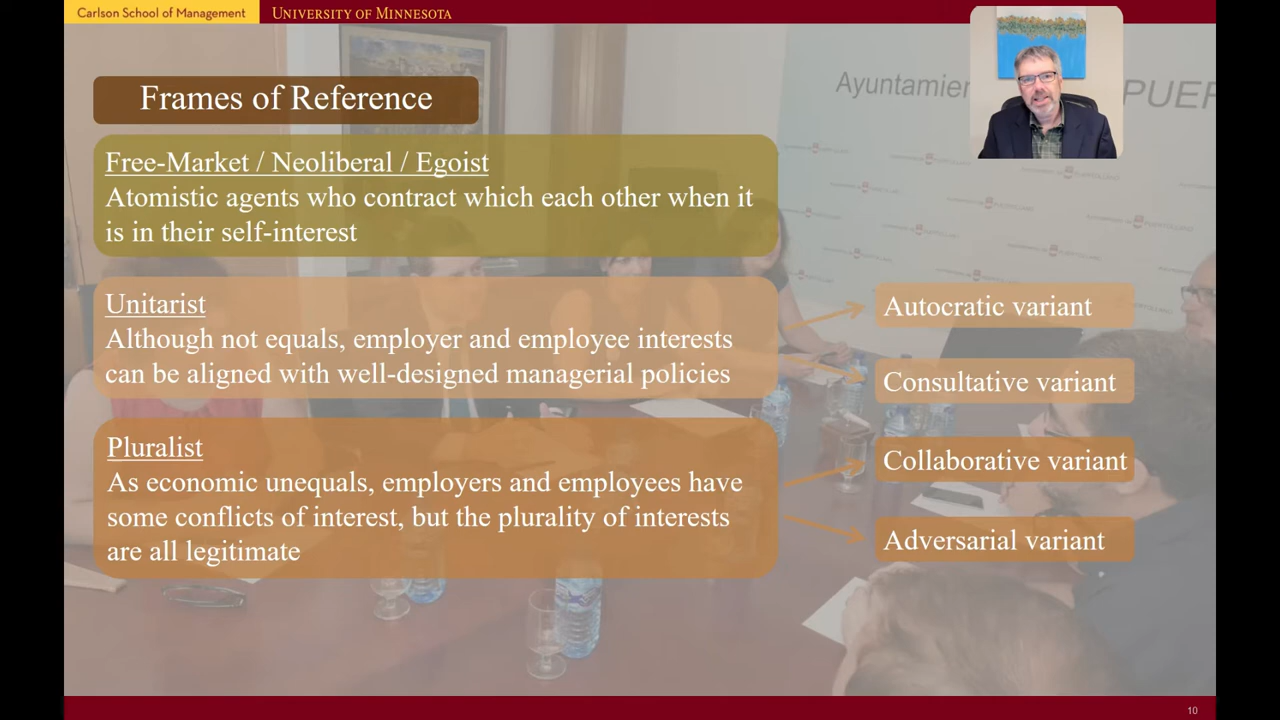 Carlson School of Management
UNIVERSITY OF MINNESOTA
Ayuntamien
PUER
Frames of Reference
Free-Market / Neoliberal / Egoist
Atomistic agents who contract which each other when it
is in their self-interest
Unitarist
Although not equals, employer and employee interests
can be aligned with well-designed managerial policies
Autocratic variant
Consultative variant
Pluralist
As economic unequals, employers and employees have
some conflicts of interest, but the plurality of interests
are all legitimate
Collaborative variant
Adversarial variant
10